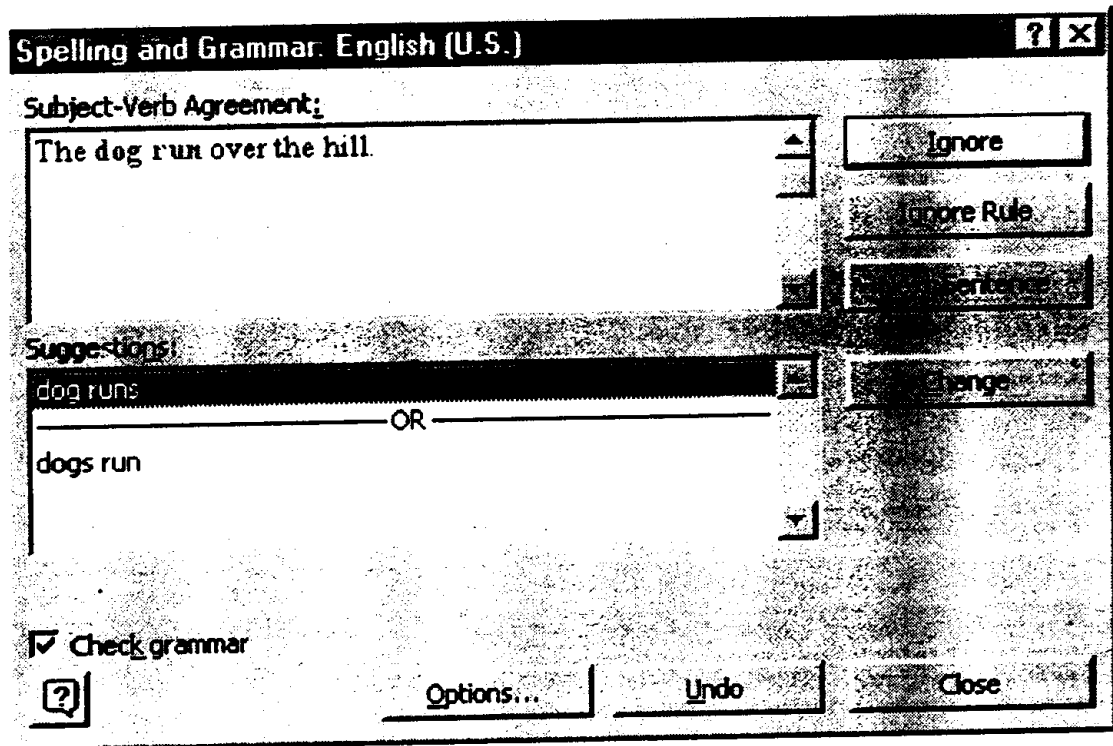 Spelling and Grammar: English (U.S.)
Subject-Verb Agreement:
The dog run over the hill.
Ignore
Ignore Rule
Sentence
Suggestions:
dog runs
Change
OR
dogs run
Check grammar
Options...
Undo
Close